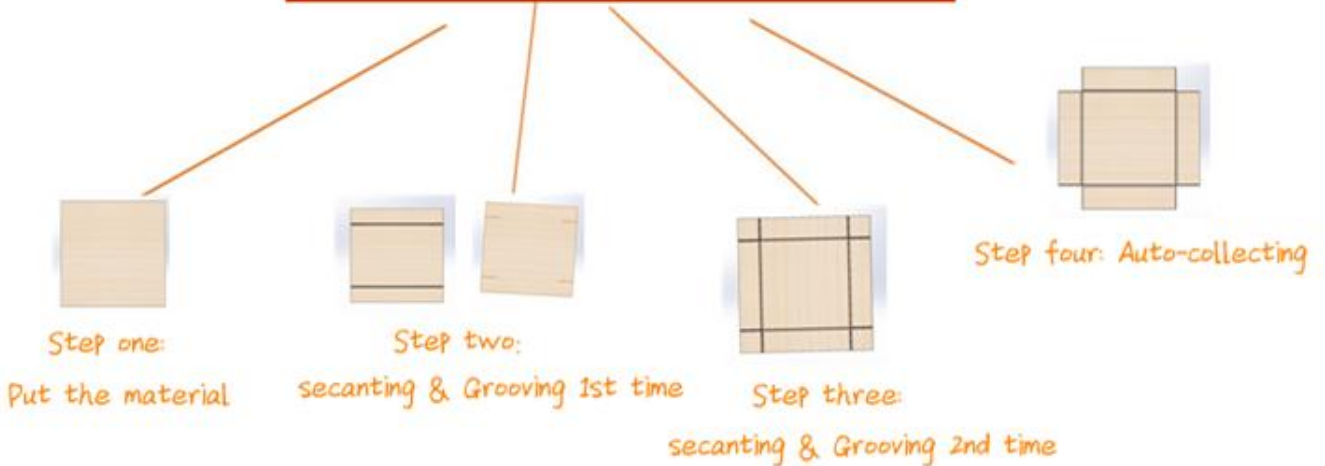 Step one:
Put the material
Step two:
secanting & Grooving 1st time
Step three:
secanting & Grooving 2nd time
Step four: Auto-collecting